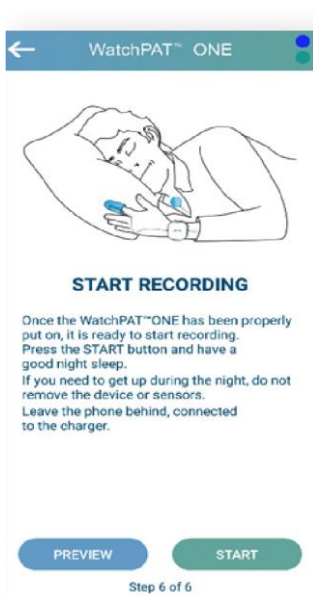 WatchPAT™ ONE
START RECORDING
Once the WatchPAT™ONE has been properly
put on, it is ready to start recording.
Press the START button and have a
good night sleep.
If you need to get up during the night, do not
remove the device or sensors.
Leave the phone behind, connected
to the charger.
PREVIEW START
Step 6 of 6